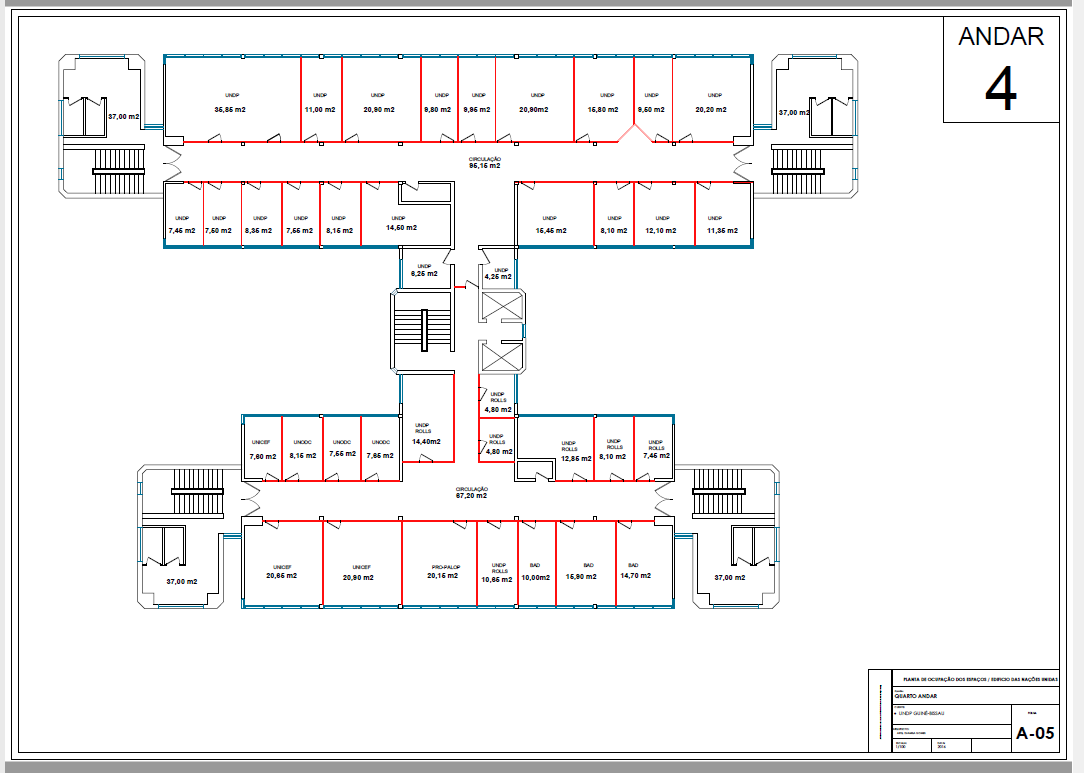 ANDAR
4
UNDP
35,85 m2
UNDP
11,00 m2
UNDP
20,90 m2
UNDP
9,80 m2
UNDP
9,95 m2
UNDP
20,90m2
UNDP
15,80 m2
UNDP
9,50 m2
UNDP
20,20 m2
37,00 m2
37,00 m2
CIRCULAÇÃO
95,15 m2
UNDP
7,45 m2
UNDP
7,50 m2
UNDP
8,35 m2
UNDP
7,55 m2
UNDP
8,15 m2
UNDP
14,50 m2
UNDP
15,45 m2
UNDP
8,10 m2
UNDP
12,10 m2
UNDP
11,35 m2
UNDP
6,25 m2
UNDP
4,25 m2
UNDP
ROLLS
4,80 m2
UNDP
ROLLS
14,40m2
UNDP
ROLLS
4,80 m2
UNICEF
7,60 m2
UNODC
8,15 m2
UNODC
7,55 m2
UNODC
7,65 m2
UNDP
ROLLS
12,85 m2
UNDP
ROLLS
8,10 m2
UNDP
ROLLS
7,45 m2
CIRCULAÇÃO
67,20 m2
UNICEF
20,65 m2
UNICEF
20,90 m2
PRO-PALOP
20,15 m2
UNDP
ROLLS
10,65 m2
BAD
10,00m2
BAD
15,90 m2
BAD
14,70 m2
37,00 m2
37,00 m2
PLANTA DE OCUPAÇÃO DOS ESPAÇOS / EDIFICIO DAS NAÇÕES UNIDAS
QUARTO ANDAR
UNDP GUINÉ-BISSAU
A-05
1/100
2016